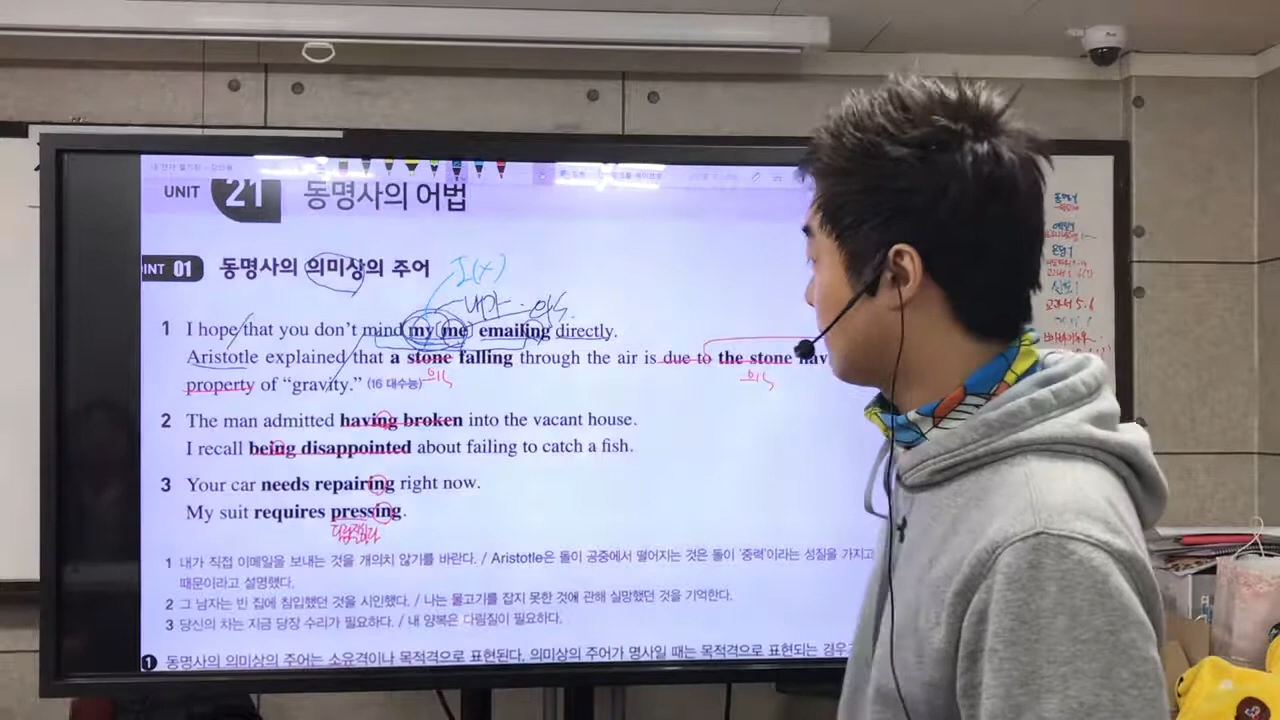 UNIT 21 동명사의 어법
INT 01 동명사의 의미상의 주어
I(x)
내가
1 I hope that you don't mind my me emailing directly.
Aristotle explained that a stone falling through the air is due to the stone hav
property of "gravity." (16 대수능)
2 The man admitted having broken into the vacant house.
I recall being disappointed about failing to catch a fish.
3 Your car needs repairing right now.
My suit requires pressing.
1 내가 직접 이메일을 보내는 것을 개의치 않기를 바란다. / Aristotle은 돌이 공중에서 떨어지는 것은 돌이 '중력'이라는 성질을 가지고
때문이라고 설명했다.
2 그 남자는 빈 집에 침입했던 것을 시인했다. / 나는 물고기를 잡지 못한 것에 관해 실망했던 것을 기억한다.
3 당신의 차는 지금 당장 수리가 필요하다. / 내 양복은 다림질이 필요하다.
1 동명사의 의미상의 주어는 소유격이나 목적격으로 표현된다. 의미상의 주어가 명사일 때는 목적격으로 표현되는 경우
교과서 5.6